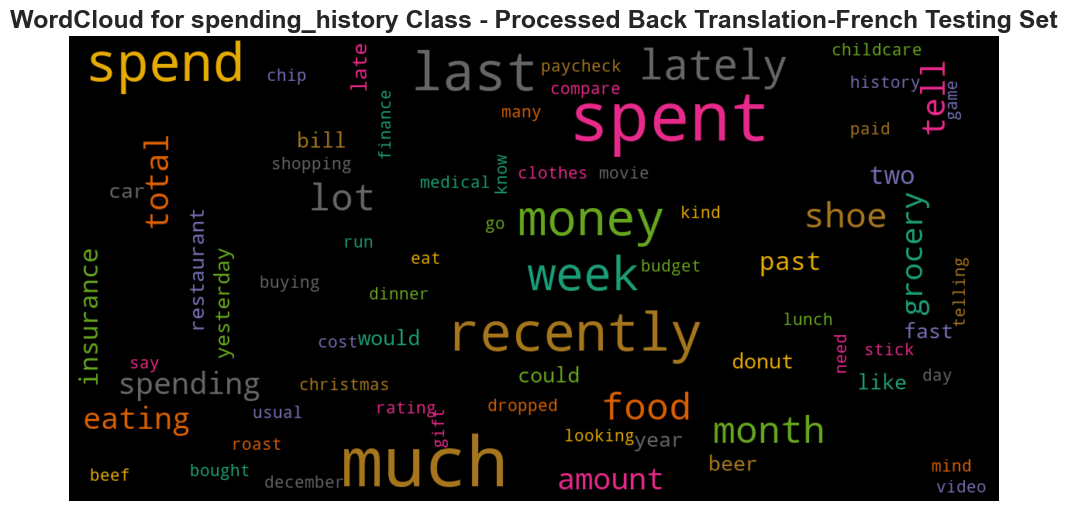 WordCloud for spending_history Class - Processed Back Translation-French Testing Set
spend
chip
late
last
paycheck
lately
childcare
compare
history
tell
game
many
spent
paid
finance
bill
total
shopping
medical
know
clothes
movie
two
car
lot
money
kind
shoe
grocery
go
restaurant
run
yesterday
eat
week
budget
past
telling
insurance
buying
dinner
recently
lunch
fast
cost
would
need
stick
say
donut
spending
christmas
could
like
day
eating
usual
rating
gift
dropped
food
roast
looking
year
month
beef
bought
december
much
amount
beer
mind
video